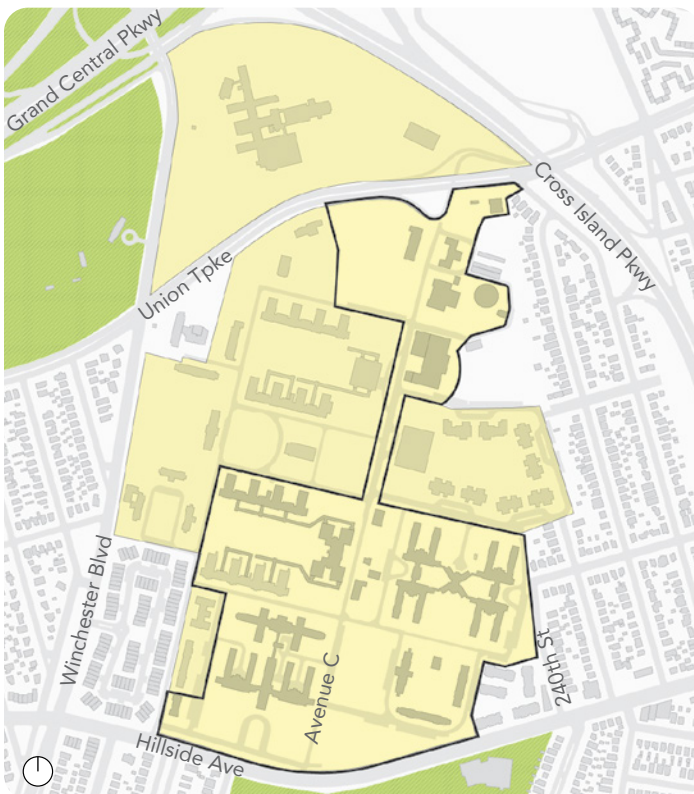 Grand Central Pkwy
Cross Island Pkwy
Union Tpke
Winchester Blvd
240th St
Avenue C
Hillside Ave